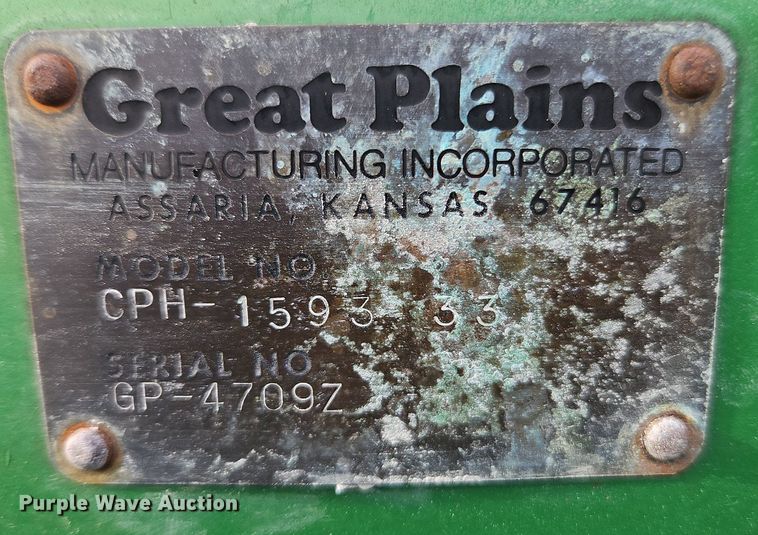 Great Plains
MANUFACTURING INCORPORATED
ASSARIA, KANSAS 67416
MODEL NO.
CPH-1593 33
SERIAL NO.
GP-4709Z
Purple Wave Auction